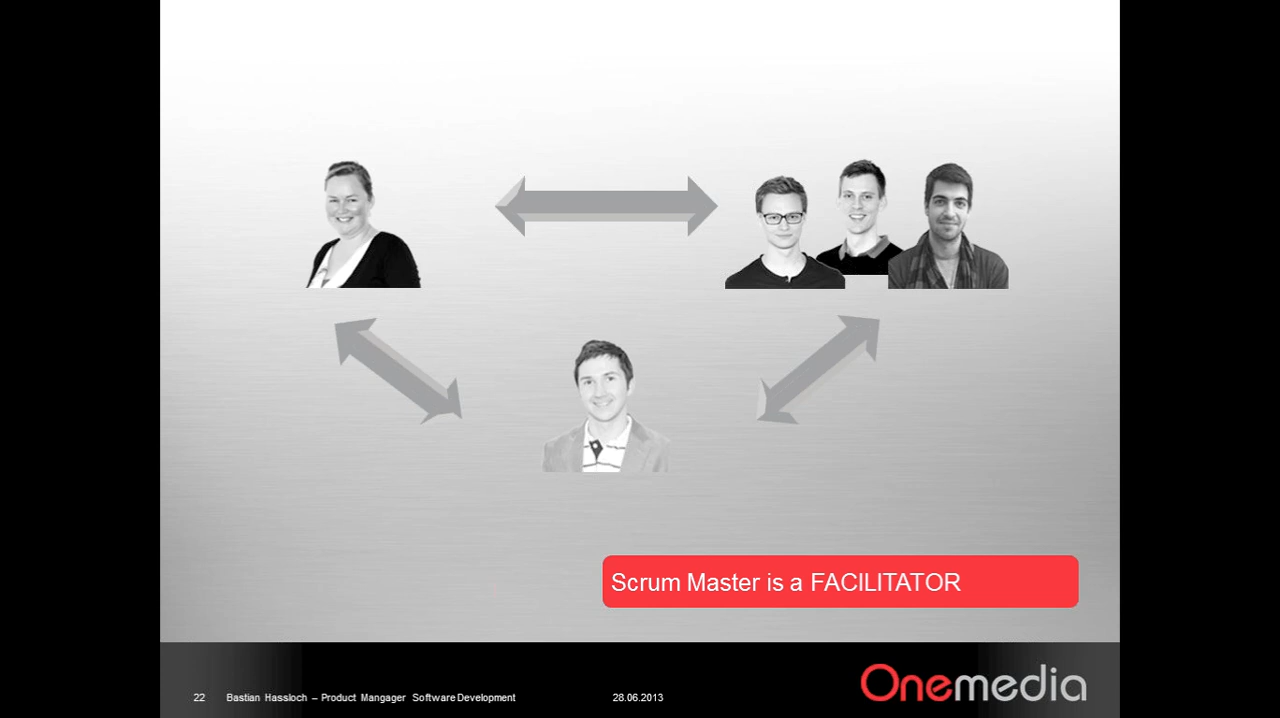 Scrum Master is a FACILITATOR
22 Bastian Hassloch – Product Mangager Software Development 28.06.2013
Onemedia